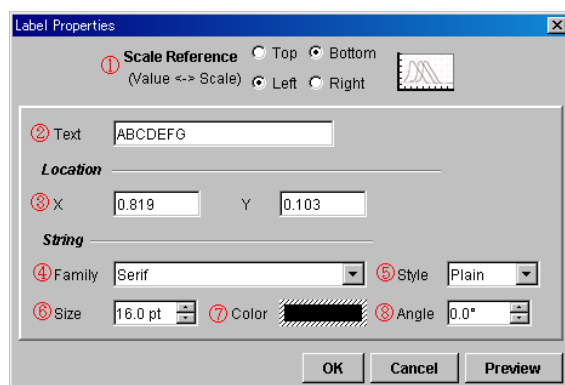 Label Properties
① Scale Reference Top Bottom
(Value <-> Scale) Left Right
② Text ABCDEFG
Location
③ X 0.819 Y 0.103
String
④ Family Serif ⑤ Style Plain
⑥ Size 16.0 pt ⑦ Color ⑧ Angle 0.0°
OK Cancel Preview